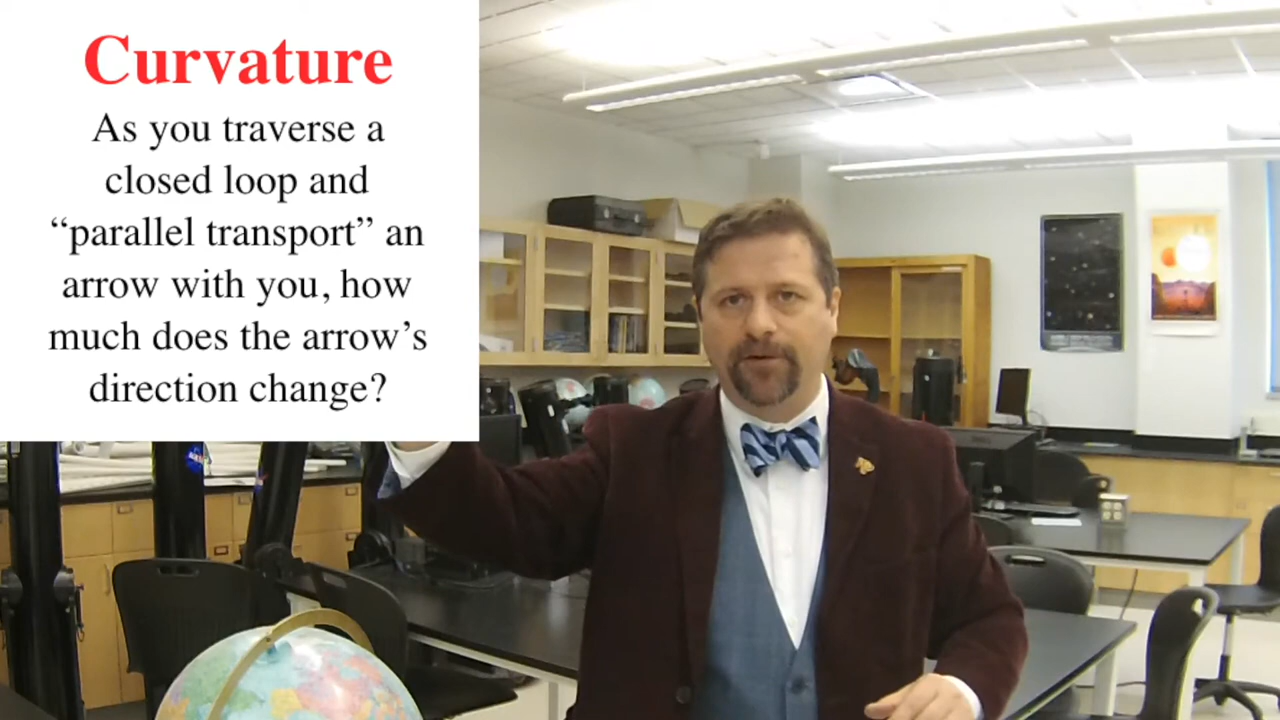 Curvature
As you traverse a
closed loop and
“parallel transport” an
arrow with you, how
much does the arrow’s
direction change?
NASA